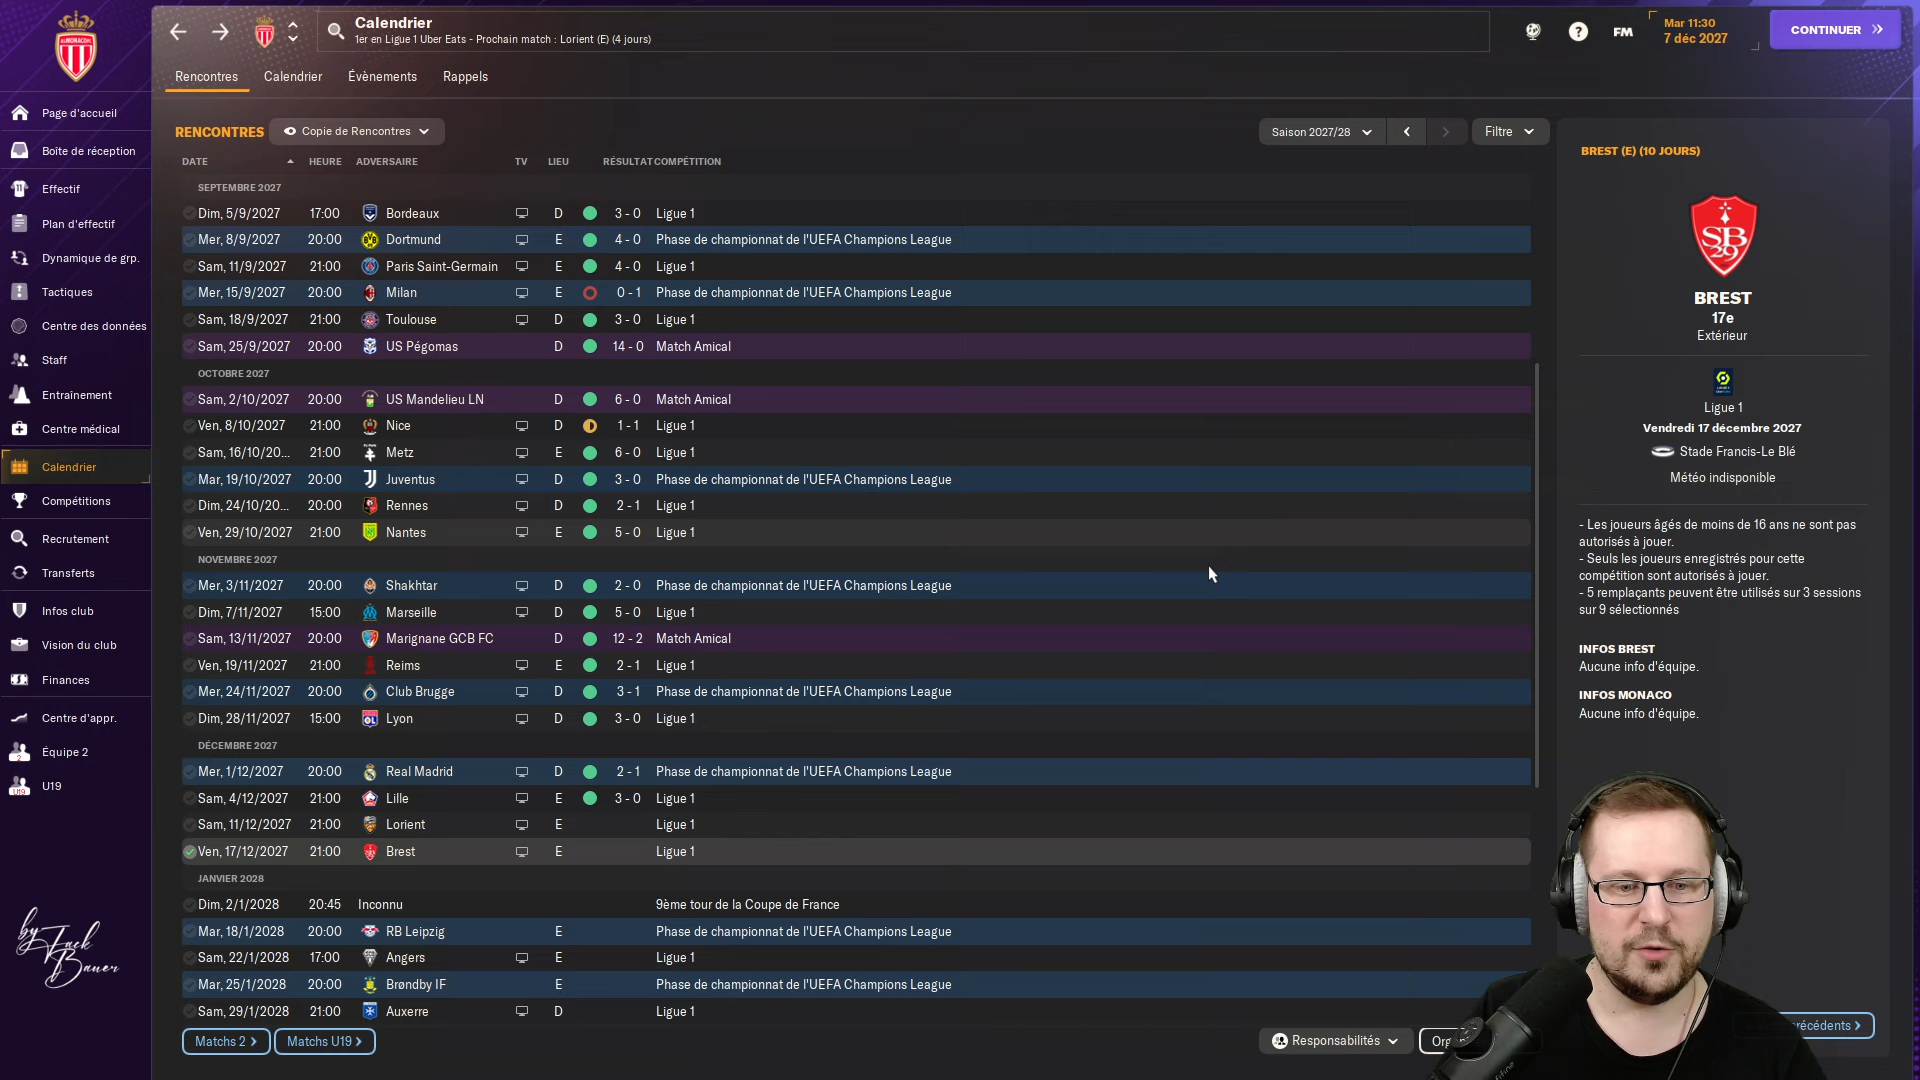 Calendrier
1er en Ligue 1 Uber Eats - Prochain match : Lorient (E) (4 jours)
FM
Mar 11:30
7 déc 2027
CONTINUER
Rencontres Calendrier Évènements Rappels
Page d'accueil
Boîte de réception
Effectif
Plan d'effectif
Dynamique de grp.
Tactiques
Centre des données
Staff
Entraînement
Centre médical
Calendrier
Compétitions
Recrutement
Transferts
Infos club
Vision du club
Finances
Centre d'appr.
Équipe 2
U19
by Jack
Bauer
RENCONTRES Copie de Rencontres Saison 2027/28 Filtre
DATE HEURE ADVERSAIRE TV LIEU RÉSULTAT COMPÉTITION
SEPTEMBRE 2027
Dim, 5/9/2027 17:00 Bordeaux D 3 - 0 Ligue 1
Mer, 8/9/2027 20:00 Dortmund E 4 - 0 Phase de championnat de l'UEFA Champions League
Sam, 11/9/2027 21:00 Paris Saint-Germain E 4 - 0 Ligue 1
Mer, 15/9/2027 20:00 Milan E 0 - 1 Phase de championnat de l'UEFA Champions League
Sam, 18/9/2027 21:00 Toulouse D 3 - 0 Ligue 1
Sam, 25/9/2027 20:00 US Pégomas D 14 - 0 Match Amical
OCTOBRE 2027
Sam, 2/10/2027 20:00 US Mandelieu LN D 6 - 0 Match Amical
Ven, 8/10/2027 21:00 Nice D 1 - 1 Ligue 1
Sam, 16/10/20... 21:00 Metz E 6 - 0 Ligue 1
Mar, 19/10/2027 20:00 Juventus D 3 - 0 Phase de championnat de l'UEFA Champions League
Dim, 24/10/20... 20:00 Rennes D 2 - 1 Ligue 1
Ven, 29/10/2027 21:00 Nantes E 5 - 0 Ligue 1
NOVEMBRE 2027
Mer, 3/11/2027 20:00 Shakhtar D 2 - 0 Phase de championnat de l'UEFA Champions League
Dim, 7/11/2027 15:00 Marseille D 5 - 0 Ligue 1
Sam, 13/11/2027 20:00 Marignane GCB FC D 12 - 2 Match Amical
Ven, 19/11/2027 21:00 Reims E 2 - 1 Ligue 1
Mer, 24/11/2027 20:00 Club Brugge D 3 - 1 Phase de championnat de l'UEFA Champions League
Dim, 28/11/2027 15:00 Lyon D 3 - 0 Ligue 1
DÉCEMBRE 2027
Mer, 1/12/2027 20:00 Real Madrid D 2 - 1 Phase de championnat de l'UEFA Champions League
Sam, 4/12/2027 21:00 Lille E 3 - 0 Ligue 1
Sam, 11/12/2027 21:00 Lorient E Ligue 1
Ven, 17/12/2027 21:00 Brest E Ligue 1
JANVIER 2028
Dim, 2/1/2028 20:45 Inconnu 9ème tour de la Coupe de France
Mar, 18/1/2028 20:00 RB Leipzig E Phase de championnat de l'UEFA Champions League
Sam, 22/1/2028 17:00 Angers E Ligue 1
Mar, 25/1/2028 20:00 Brøndby IF E Phase de championnat de l'UEFA Champions League
Sam, 29/1/2028 21:00 Auxerre D Ligue 1
Matchs 2 Matchs U19 Responsabilités
BREST (E) (10 JOURS)
SB
29
BREST
17e
Extérieur
Ligue 1
Vendredi 17 décembre 2027
Stade Francis-Le Blé
Météo indisponible
- Les joueurs âgés de moins de 16 ans ne sont pas
autorisés à jouer.
- Seuls les joueurs enregistrés pour cette
compétition sont autorisés à jouer.
- 5 remplaçants peuvent être utilisés sur 3 sessions
sur 9 sélectionnés
INFOS BREST
Aucune info d'équipe.
INFOS MONACO
Aucune info d'équipe.